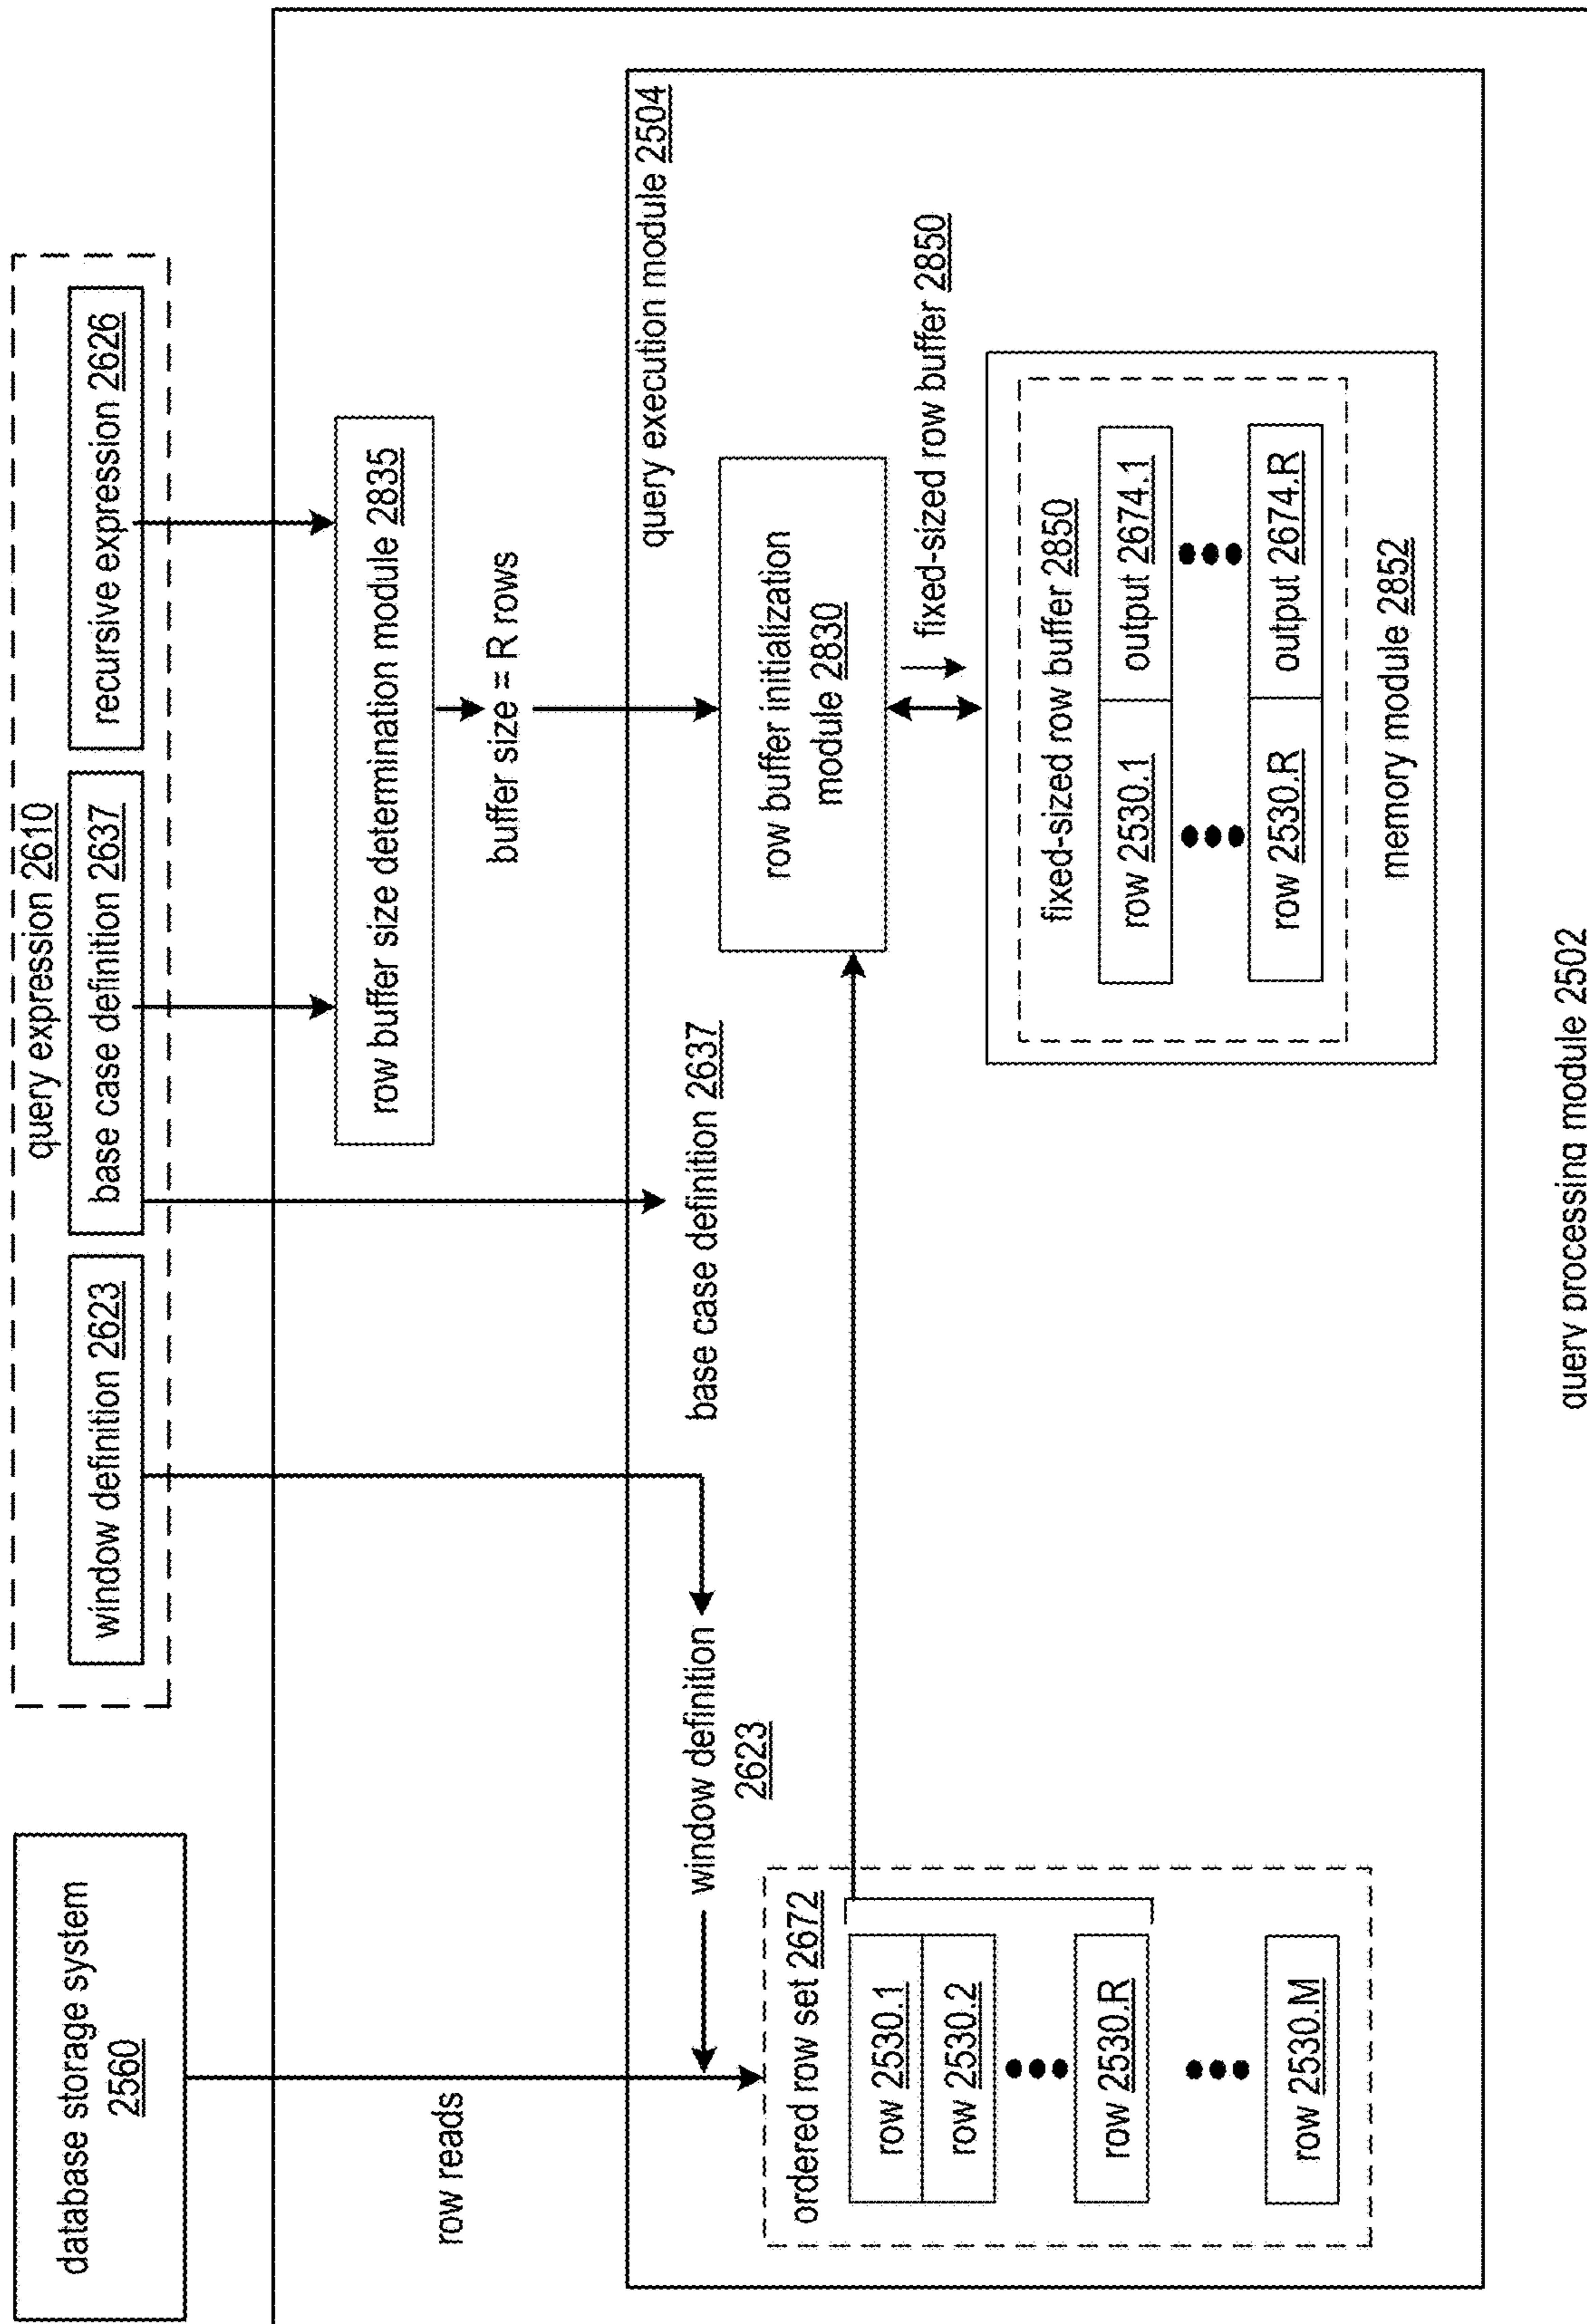 database storage system
2560
query expression 2610
window definition 2623
base case definition 2637
recursive expression 2626
row reads
row buffer size determination module 2835
buffer size = R rows
query execution module 2504
window definition
2623
base case definition 2637
row buffer initialization
module 2830
fixed-sized row buffer 2850
ordered row set 2672
row 2530.1
row 2530.2
row 2530.R
row 2530.M
fixed-sized row buffer 2850
row 2530.1
output 2674.1
row 2530.R
output 2674.R
memory module 2852
query processing module 2502